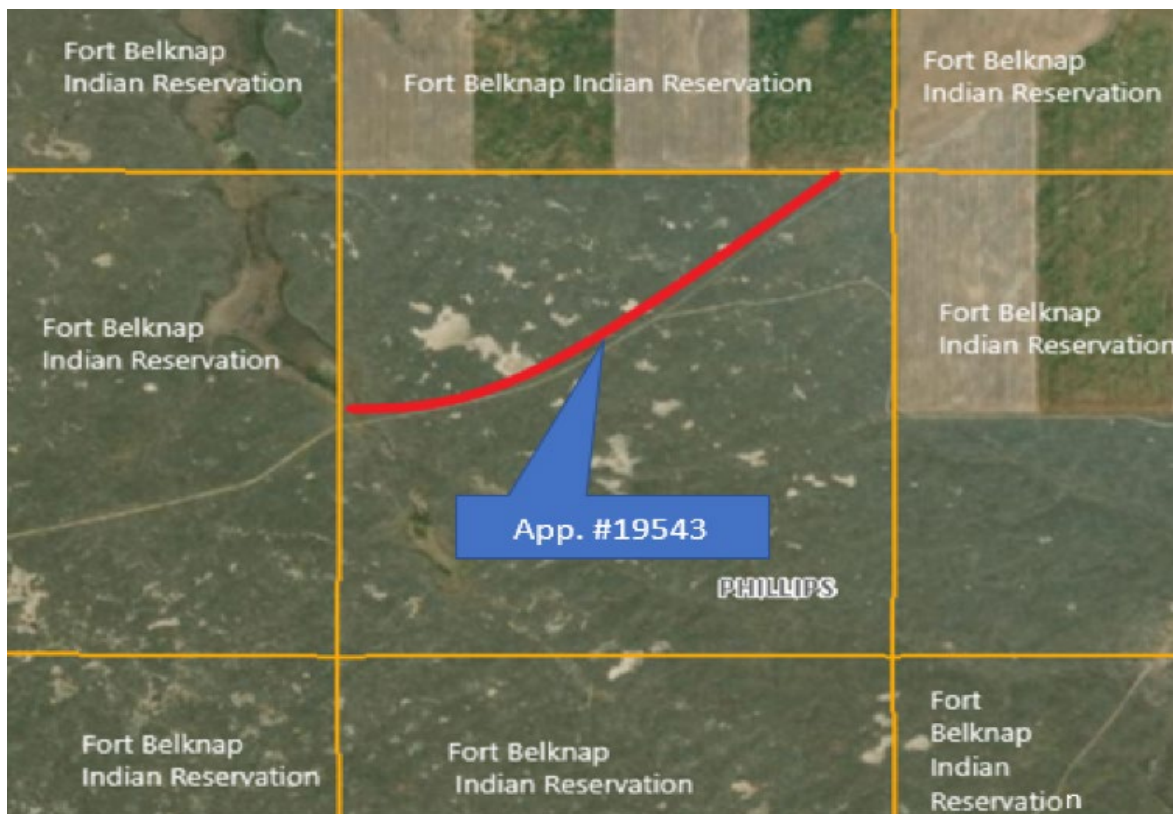 Fort Belknap
Indian Reservation
Fort Belknap Indian Reservation
Fort Belknap
Indian Reservation
Fort Belknap
Indian Reservation
Fort Belknap
Indian Reservation
App. #19543
PHILLIPS
Fort Belknap
Indian Reservation
Fort Belknap
Indian Reservation
Fort
Belknap
Indian
Reservation